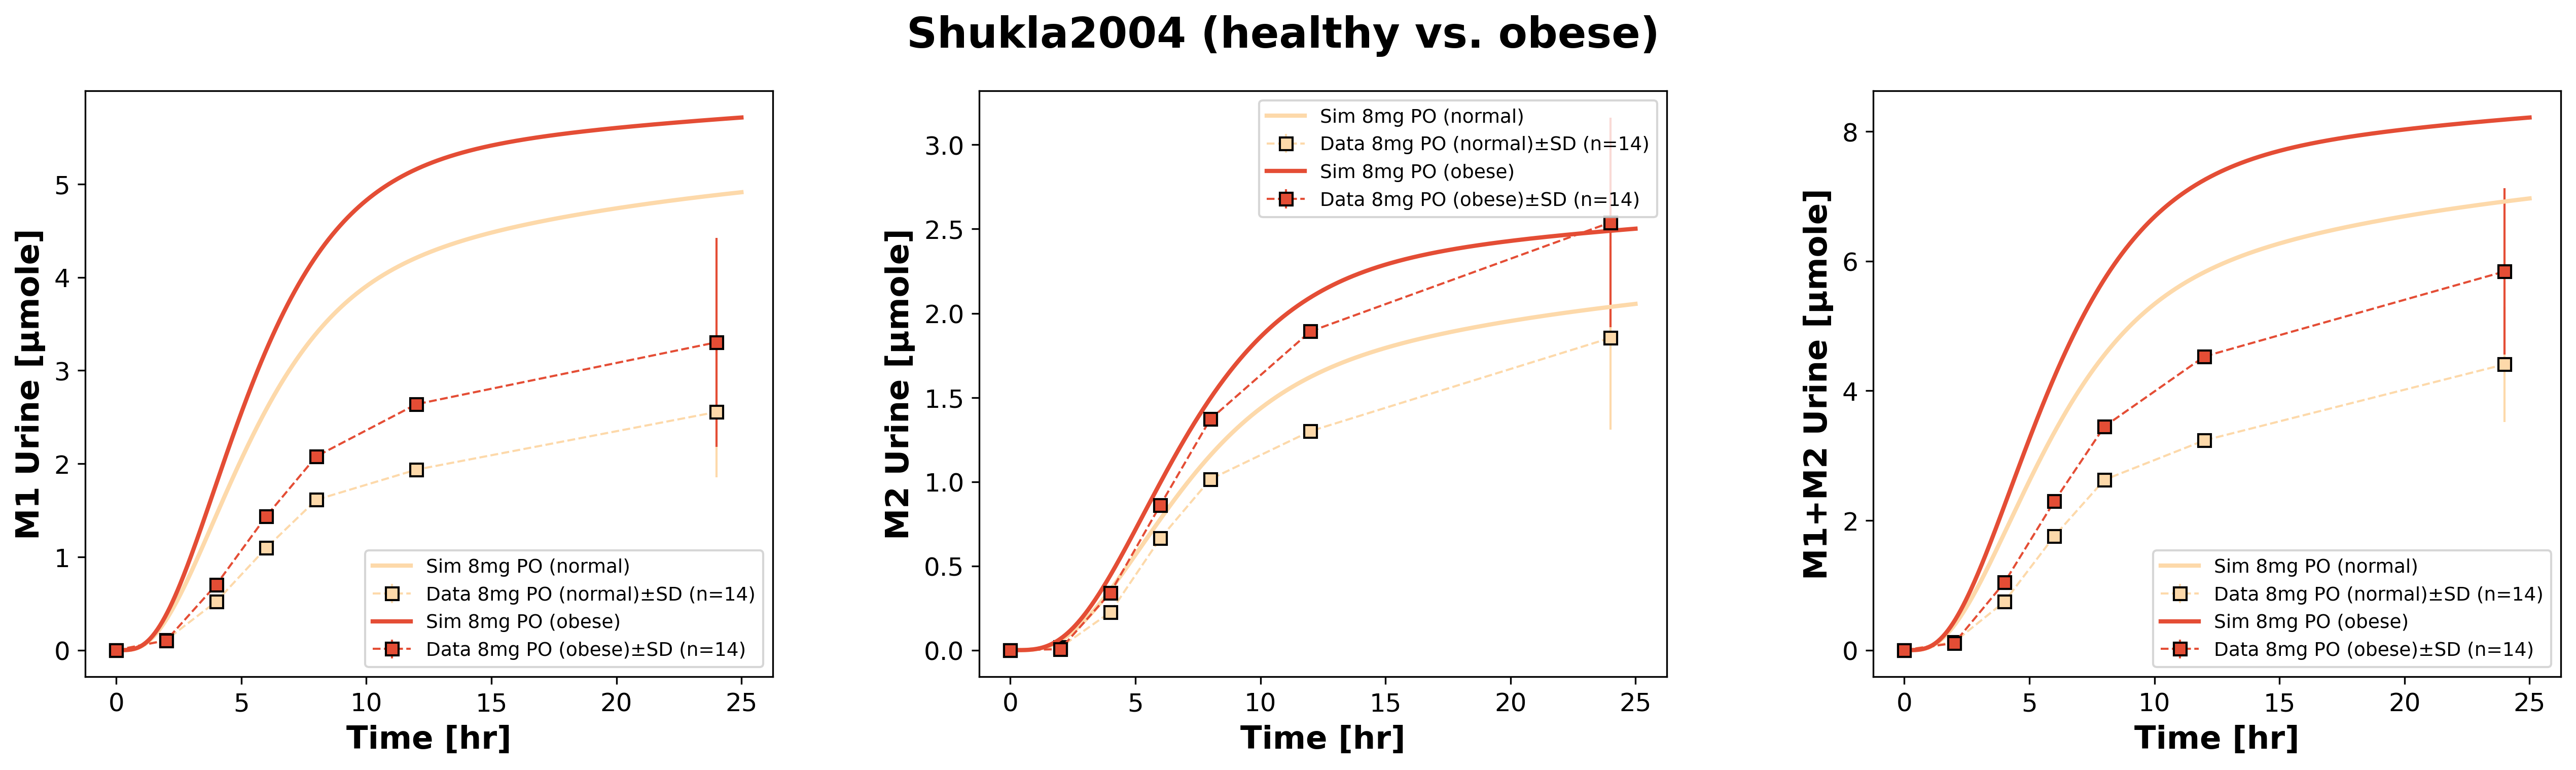 Shukla2004 (healthy vs. obese)
M1 Urine [µmole]
5
4
3
2
1
0
Sim 8mg PO (normal)
Data 8mg PO (normal)±SD (n=14)
Sim 8mg PO (obese)
Data 8mg PO (obese)±SD (n=14)
0 5 10 15 20 25
Time [hr]
M2 Urine [µmole]
3.0
2.5
2.0
1.5
1.0
0.5
0.0
Sim 8mg PO (normal)
Data 8mg PO (normal)±SD (n=14)
Sim 8mg PO (obese)
Data 8mg PO (obese)±SD (n=14)
0 5 10 15 20 25
Time [hr]
M1+M2 Urine [µmole]
8
6
4
2
0
Sim 8mg PO (normal)
Data 8mg PO (normal)±SD (n=14)
Sim 8mg PO (obese)
Data 8mg PO (obese)±SD (n=14)
0 5 10 15 20 25
Time [hr]